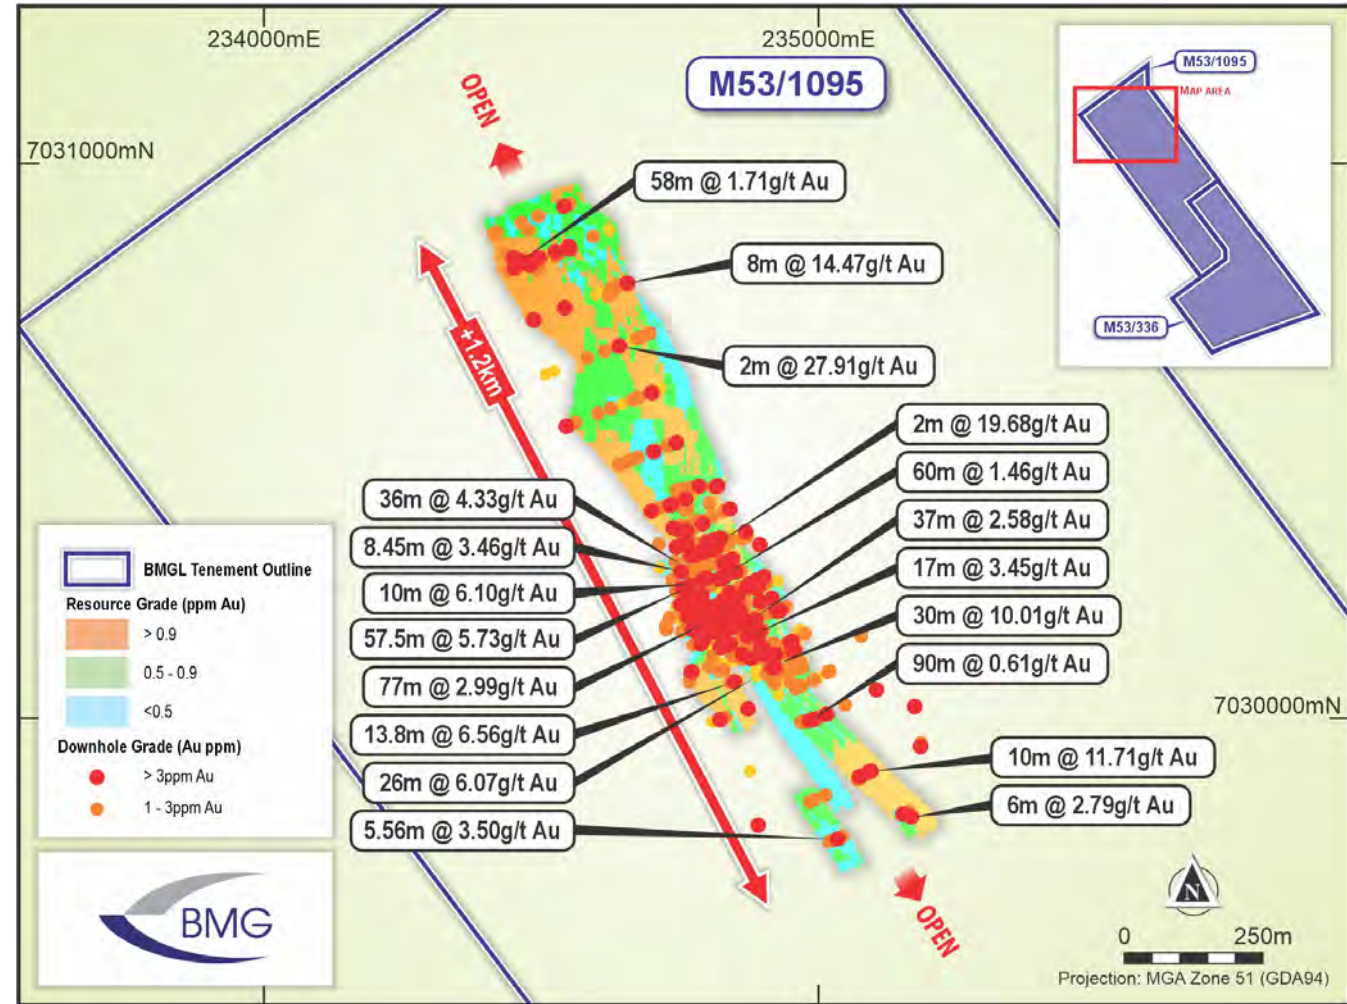 234000mE
235000mE
M53/1095
M53/1095
MAP AREA
OPEN
7031000mN
58m @ 1.71g/t Au
8m @ 14.47g/t Au
M53/336
+1.2km
2m @ 27.91g/t Au
2m @ 19.68g/t Au
60m @ 1.46g/t Au
37m @ 2.58g/t Au
17m @ 3.45g/t Au
30m @ 10.01g/t Au
90m @ 0.61g/t Au
36m @ 4.33g/t Au
8.45m @ 3.46g/t Au
10m @ 6.10g/t Au
57.5m @ 5.73g/t Au
77m @ 2.99g/t Au
13.8m @ 6.56g/t Au
26m @ 6.07g/t Au
5.56m @ 3.50g/t Au
7030000mN
10m @ 11.71g/t Au
6m @ 2.79g/t Au
OPEN
BMGL Tenement Outline
Resource Grade (ppm Au)
> 0.9
0.5 - 0.9
<0.5
Downhole Grade (Au ppm)
> 3ppm Au
1 - 3ppm Au
BMG
N
0 250m
Projection: MGA Zone 51 (GDA94)